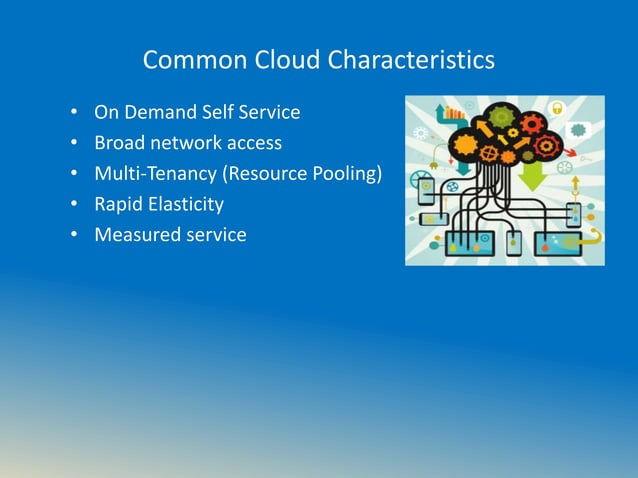 Common Cloud Characteristics
• On Demand Self Service
• Broad network access
• Multi-Tenancy (Resource Pooling)
• Rapid Elasticity
• Measured service